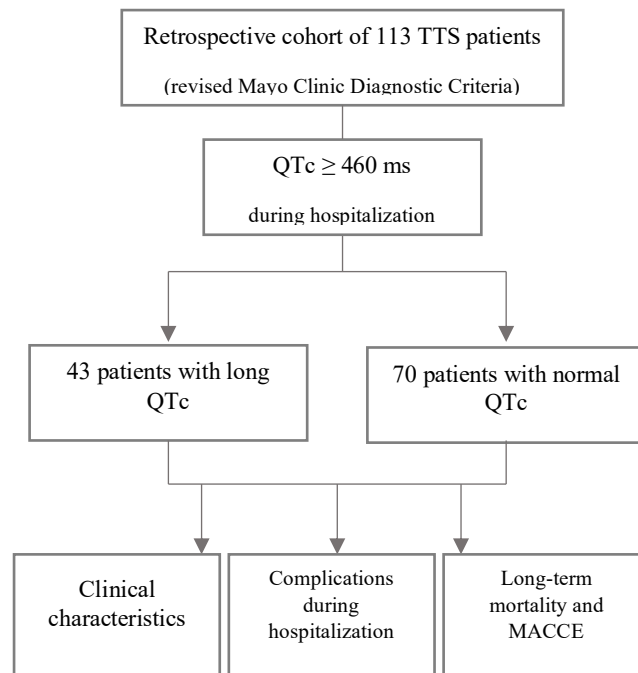 Retrospective cohort of 113 TTS patients
(revised Mayo Clinic Diagnostic Criteria)
QTc ≥ 460 ms
during hospitalization
43 patients with long
QTc
70 patients with normal
QTc
Clinical
characteristics
Complications
during
hospitalization
Long-term
mortality and
MACCE